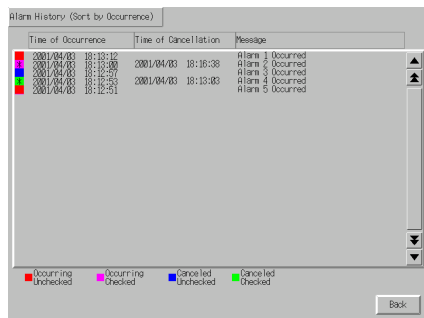 Alarm History (Sort by Occurrence)
Time of Occurrence Time of Cancellation Message
2001/04/03 18:13:12 Alarm 1 Occurred
* 2001/04/03 18:13:00 2001/04/03 18:16:38 Alarm 2 Occurred
2001/04/03 18:12:57 Alarm 3 Occurred
* 2001/04/03 18:12:53 2001/04/03 18:13:03 Alarm 4 Occurred
2001/04/03 18:12:51 Alarm 5 Occurred
Occurring Occurring Canceled Canceled
Unchecked Checked Unchecked Checked
Back